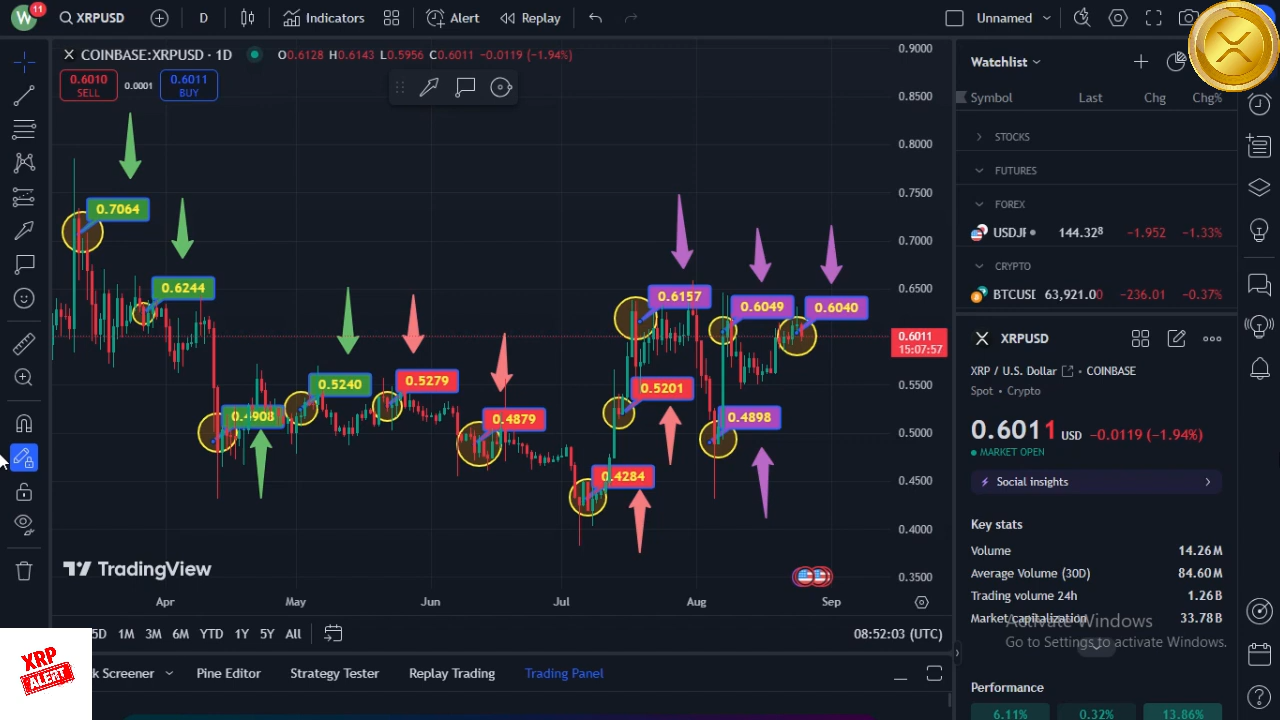 W 11 XRPUSD D Indicators Alert Replay Unnamed
COINBASE:XRPUSD · 1D O0.6128 H0.6143 L0.5956 C0.6011 −0.0119 (−1.94%)
0.6010 SELL 0.0001 0.6011 BUY
0.7064
0.6244
0.4908
0.5240
0.5279
0.4879
0.4284
0.5201
0.6157
0.6049
0.4898
0.6040
0.9000
0.8500
0.8000
0.7500
0.7000
0.6500
0.6011
15:07:57
0.5500
0.5000
0.4500
0.4000
0.3500
TradingView
Apr May Jun Jul Aug Sep
5D 1M 3M 6M YTD 1Y 5Y All 08:52:03 (UTC)
k Screener Pine Editor Strategy Tester Replay Trading Trading Panel
XRP
ALERT
Watchlist
Symbol Last Chg Chg%
STOCKS
FUTURES
FOREX
USDJF 144.328 −1.952 −1.33%
CRYPTO
BTCUSI 63,921.00 −236.01 −0.37%
XRPUSD
XRP / U.S. Dollar COINBASE
Spot • Crypto
0.6011 USD −0.0119 (−1.94%)
MARKET OPEN
Social insights
Key stats
Volume 14.26M
Average Volume (30D) 84.60M
Trading volume 24h 1.26B
Market capitalization 33.78B
Activate Windows
Go to Settings to activate Windows.
Performance
6.11% 0.32% 13.86%